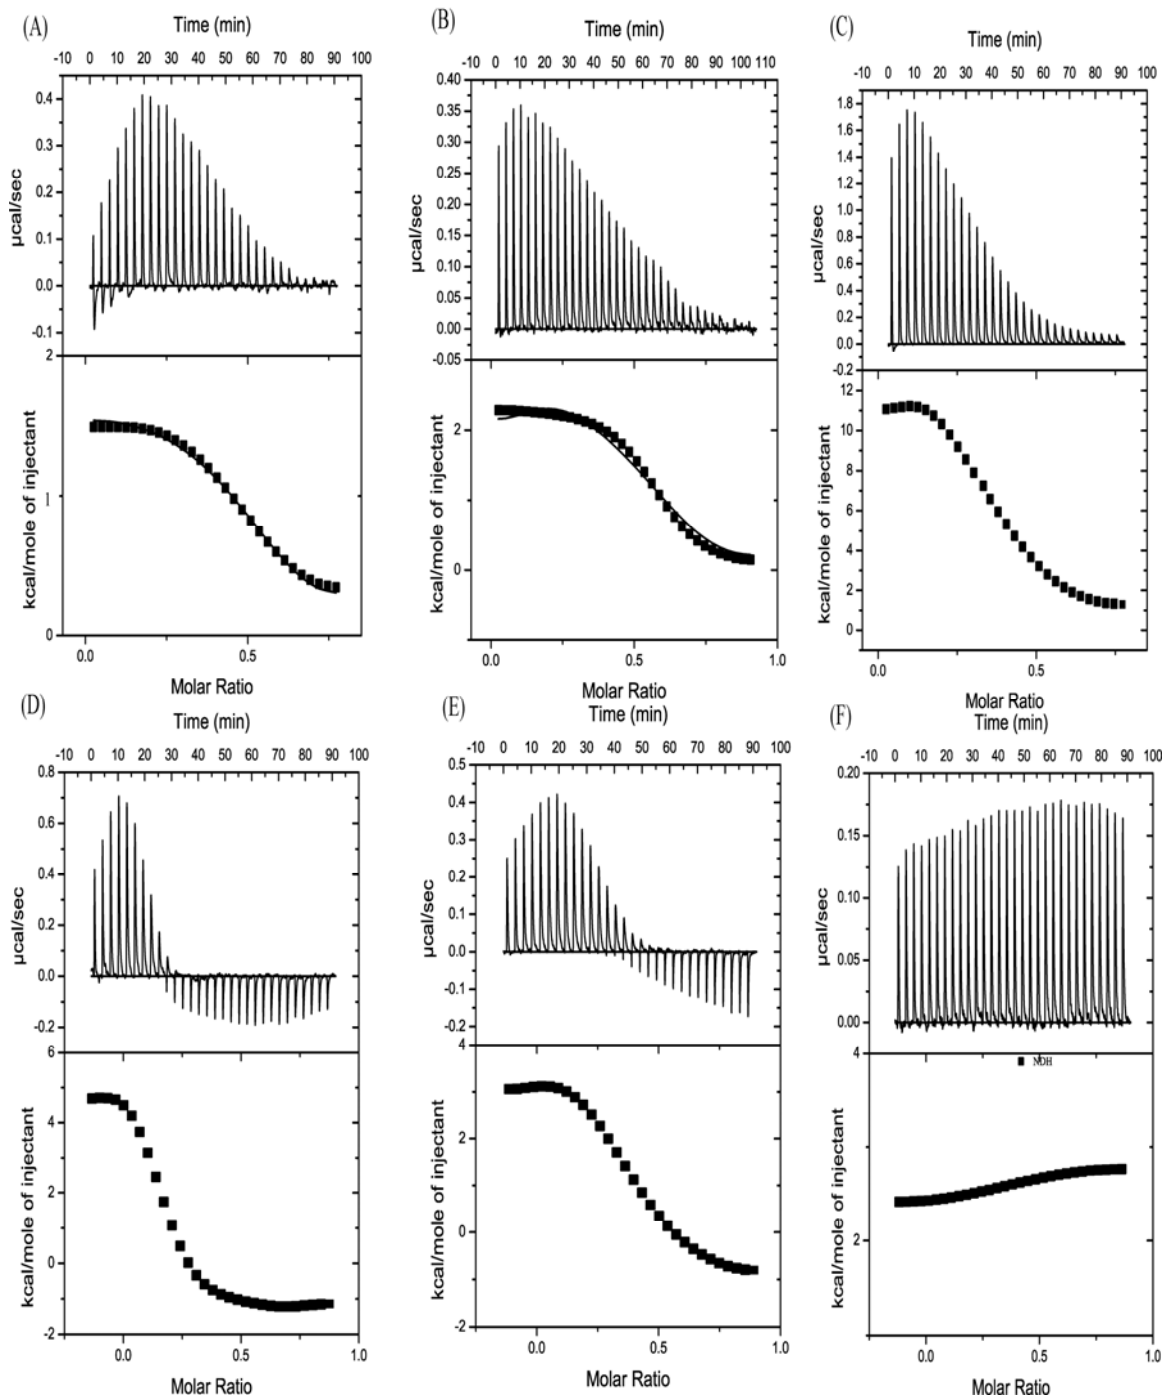 (A)
Time (min)
-10 0 10 20 30 40 50 60 70 80 90 100
0.4
0.3
0.2
0.1
0.0
-0.1
µcal/sec
2
1
0
kcal/mole of injectant
0.0 0.5
Molar Ratio
(B)
Time (min)
-10 0 10 20 30 40 50 60 70 80 90 100 110
0.40
0.35
0.30
0.25
0.20
0.15
0.10
0.05
0.00
-0.05
µcal/sec
2
0
kcal/mole of injectant
0.0 0.5 1.0
Molar Ratio
(C)
Time (min)
-10 0 10 20 30 40 50 60 70 80 90 100
1.8
1.6
1.4
1.2
1.0
0.8
0.6
0.4
0.2
0.0
-0.2
µcal/sec
12
10
8
6
4
2
0
kcal/mole of injectant
0.0 0.5
Molar Ratio
(D)
Time (min)
-10 0 10 20 30 40 50 60 70 80 90 100
0.8
0.6
0.4
0.2
0.0
-0.2
µcal/sec
6
4
2
0
-2
kcal/mole of injectant
0.0 0.5 1.0
Molar Ratio
(E)
Time (min)
-10 0 10 20 30 40 50 60 70 80 90 100
0.5
0.4
0.3
0.2
0.1
0.0
-0.1
-0.2
µcal/sec
4
2
0
-2
kcal/mole of injectant
0.0 0.5 1.0
Molar Ratio
(F)
Time (min)
-10 0 10 20 30 40 50 60 70 80 90 100
0.20
0.15
0.10
0.05
0.00
µcal/sec
4
2
NDH
kcal/mole of injectant
0.0 0.5 1.0
Molar Ratio